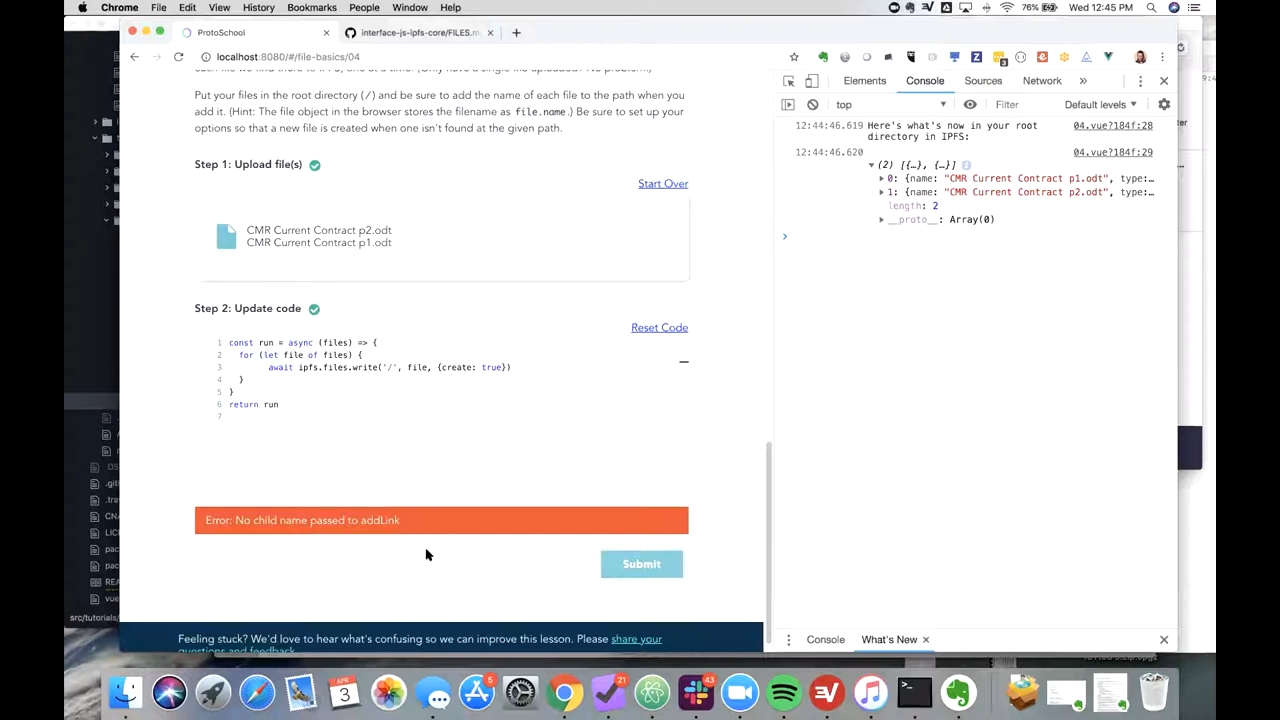 Chrome File Edit View History Bookmarks People Window Help 76% Wed 12:45 PM
ProtoSchool
interface-js-ipfs-core/FILES.m
localhost:8080/#/file-basics/04
Put your files in the root directory (/) and be sure to add the name of each file to the path when you
add it. (Hint: The file object in the browser stores the filename as file.name.) Be sure to set up your
options so that a new file is created when one isn't found at the given path.
Step 1: Upload file(s)
Start Over
CMR Current Contract p2.odt
CMR Current Contract p1.odt
Step 2: Update code
Reset Code
1 const run = async (files) => {
2 for (let file of files) {
3 await ipfs.files.write('/', file, {create: true})
4 }
5 }
6 return run
7
Error: No child name passed to addLink
Submit
Feeling stuck? We'd love to hear what's confusing so we can improve this lesson. Please share your
questions and feedback
Elements Console Sources Network »
top Filter Default levels
12:44:46.619 Here's what's now in your root 04.vue?184f:28
directory in IPFS:
12:44:46.620 04.vue?184f:29
(2) [{…}, {…}]
0: {name: "CMR Current Contract p1.odt", type:…
1: {name: "CMR Current Contract p2.odt", type:…
length: 2
__proto__: Array(0)
Console What's New
src/tutorials/
APR
3
5
21
43